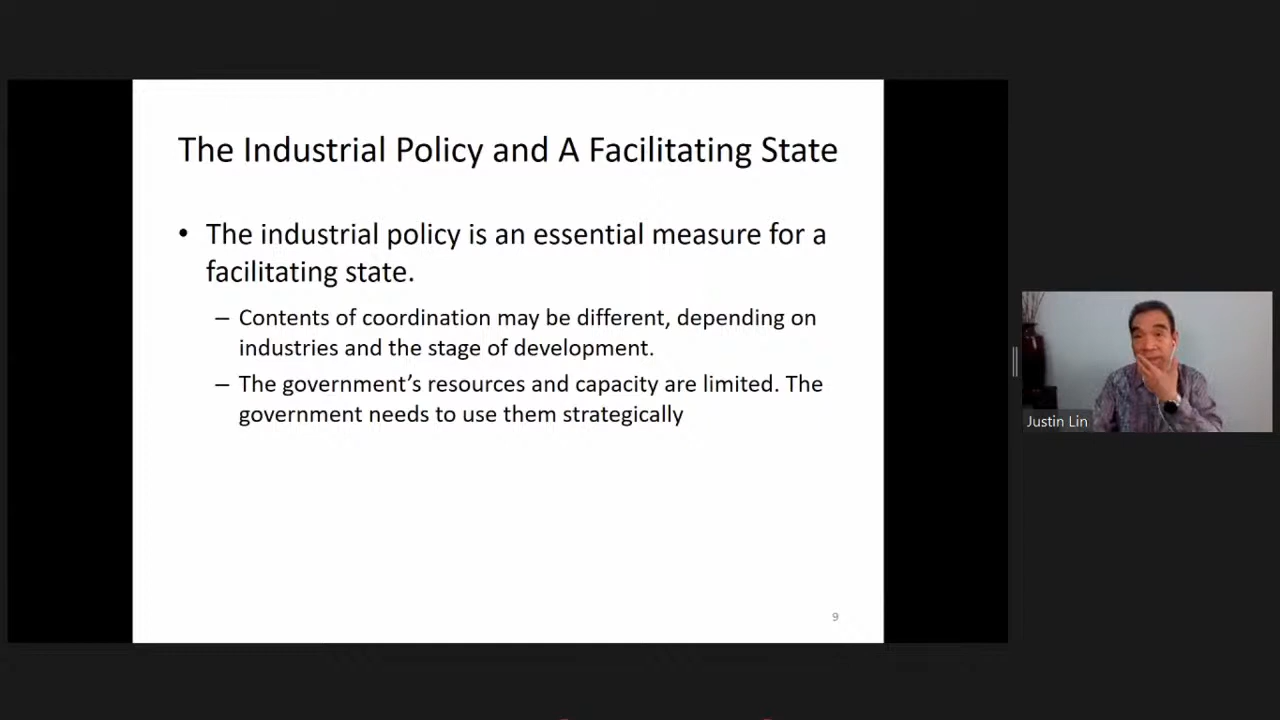 The Industrial Policy and A Facilitating State
• The industrial policy is an essential measure for a
facilitating state.
– Contents of coordination may be different, depending on
industries and the stage of development.
– The government’s resources and capacity are limited. The
government needs to use them strategically
9
Justin Lin